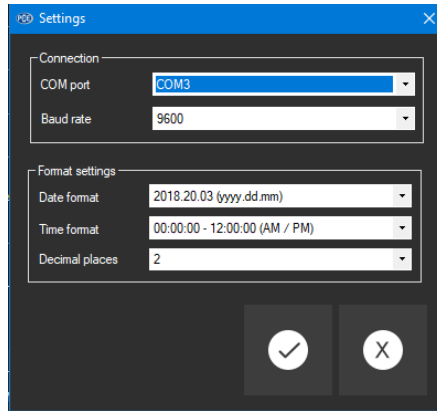 PCE Settings
Connection
COM port COM3
Baud rate 9600
Format settings
Date format 2018.20.03 (yyyy.dd.mm)
Time format 00:00:00 - 12:00:00 (AM / PM)
Decimal places 2
X